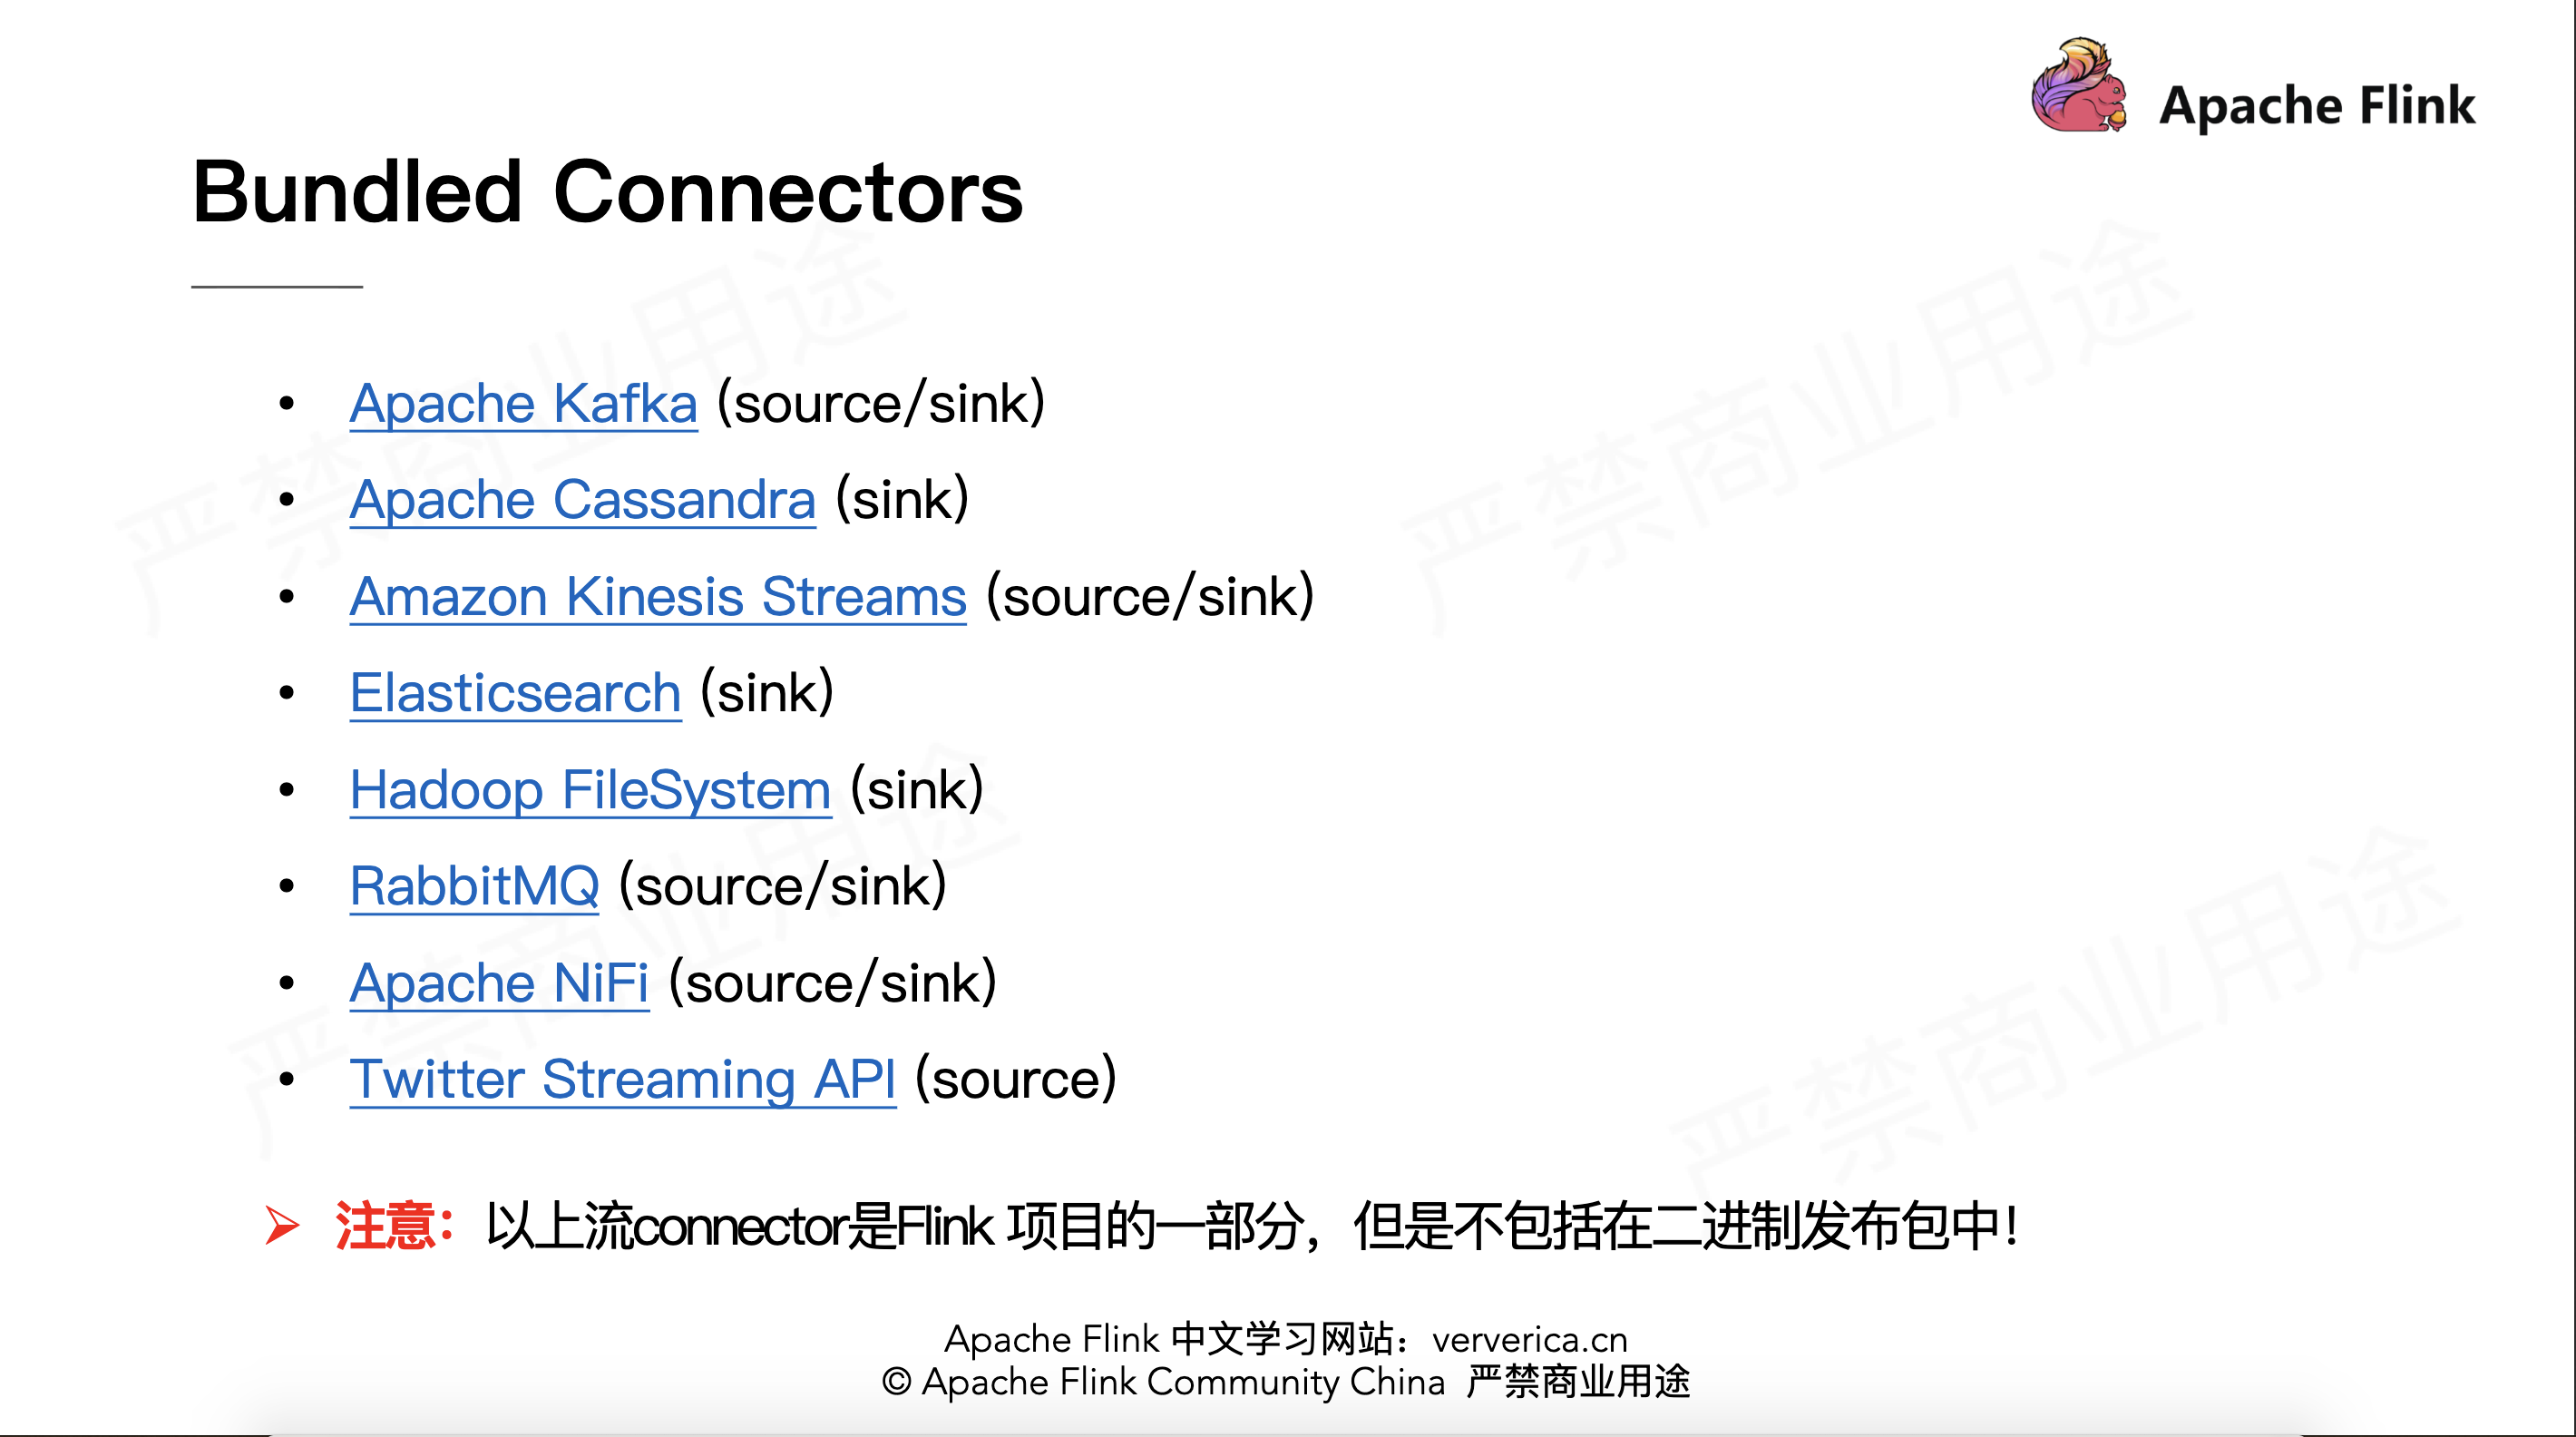 Apache Flink
Bundled Connectors
• Apache Kafka (source/sink)
• Apache Cassandra (sink)
• Amazon Kinesis Streams (source/sink)
• Elasticsearch (sink)
• Hadoop FileSystem (sink)
• RabbitMQ (source/sink)
• Apache NiFi (source/sink)
• Twitter Streaming API (source)
➢ 注意：以上流connector是Flink 项目的一部分，但是不包括在二进制发布包中！
Apache Flink 中文学习网站：ververica.cn
© Apache Flink Community China 严禁商业用途
严禁商业用途
严禁商业用途
严禁商业用途
严禁商业用途